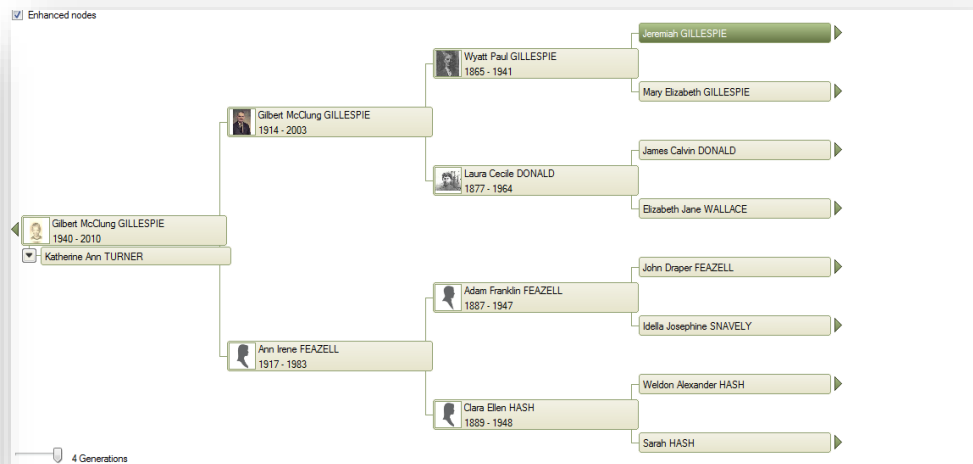 Enhanced nodes
Jeremiah GILLESPIE
Wyatt Paul GILLESPIE
1865 - 1941
Mary Elizabeth GILLESPIE
Gilbert McClung GILLESPIE
1914 - 2003
James Calvin DONALD
Laura Cecile DONALD
1877 - 1964
Elizabeth Jane WALLACE
Gilbert McClung GILLESPIE
1940 - 2010
Katherine Ann TURNER
John Draper FEAZELL
Adam Franklin FEAZELL
1887 - 1947
Idella Josephine SNAVELY
Ann Irene FEAZELL
1917 - 1983
Weldon Alexander HASH
Clara Ellen HASH
1889 - 1948
Sarah HASH
4 Generations